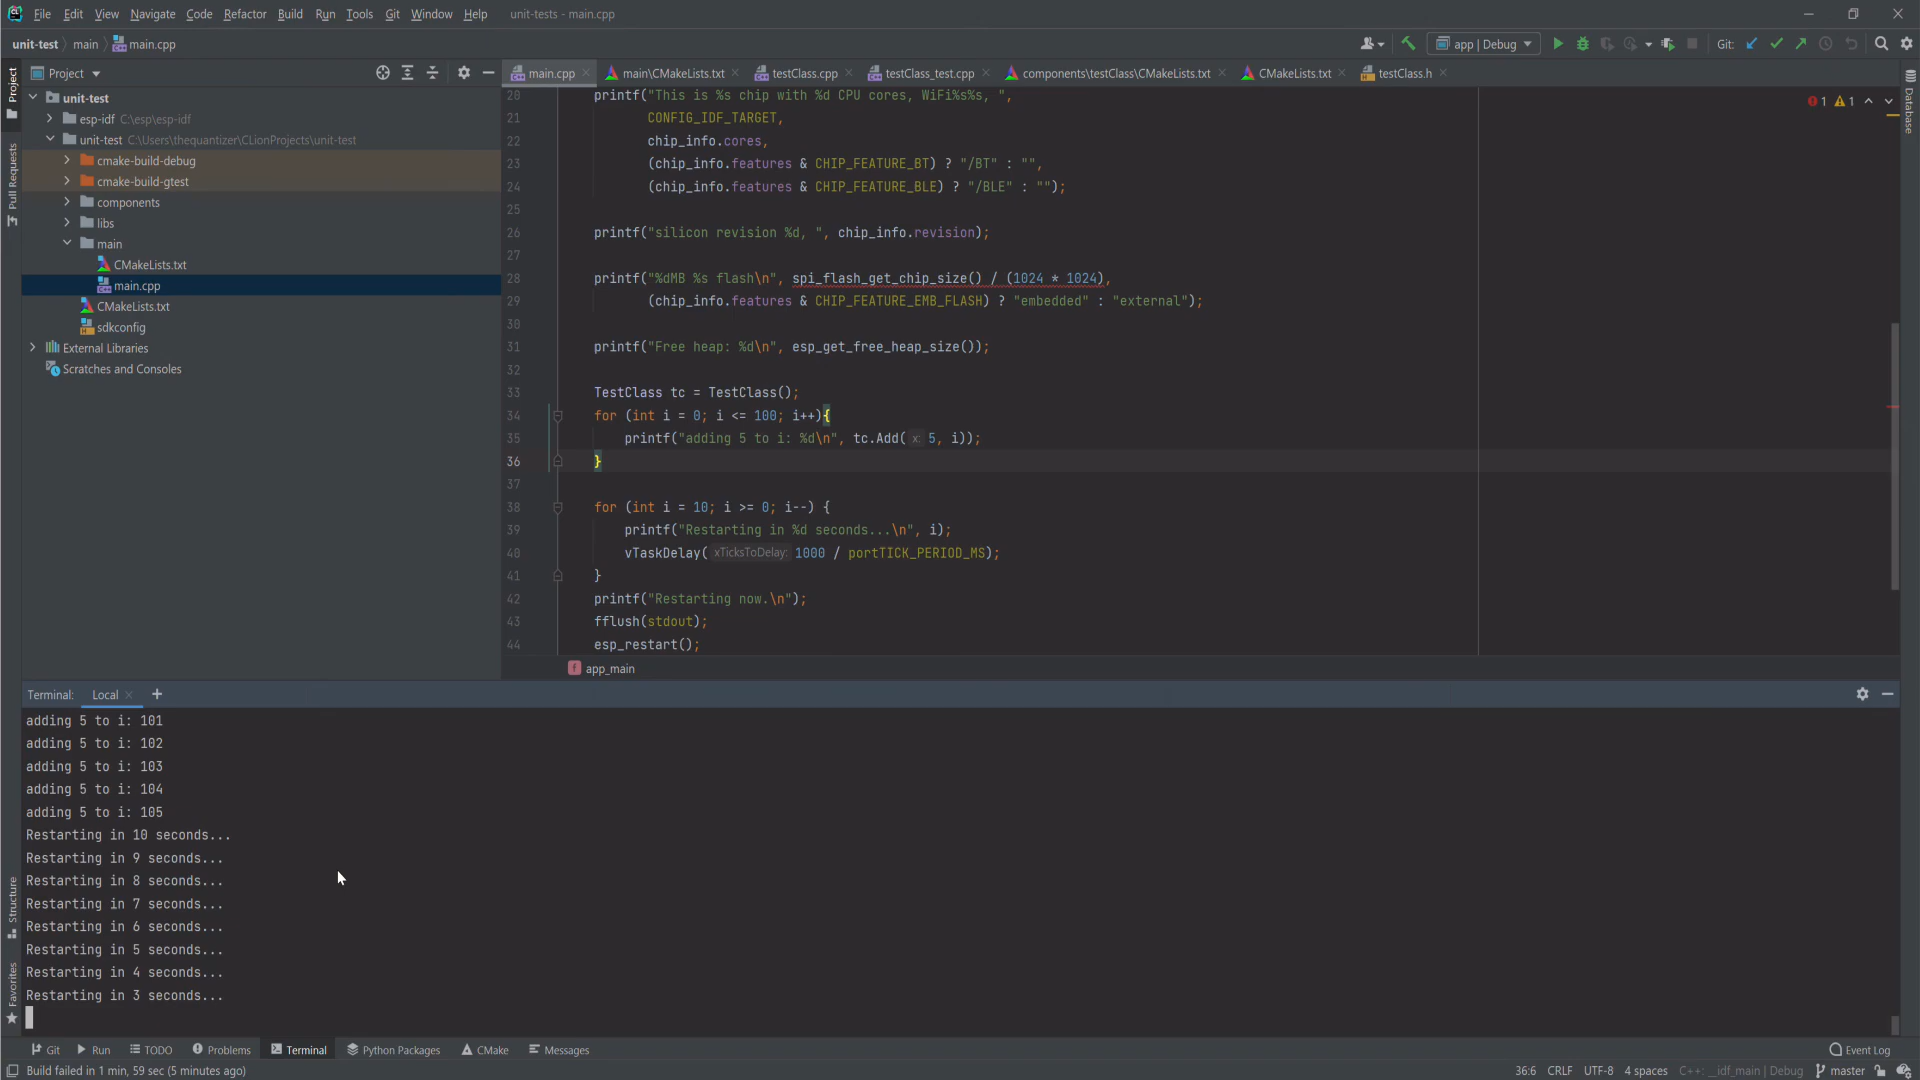 File Edit View Navigate Code Refactor Build Run Tools Git Window Help unit-tests - main.cpp
unit-test main main.cpp app | Debug Git:
Project
main.cpp main\CMakeLists.txt testClass.cpp testClass_test.cpp components\testClass\CMakeLists.txt CMakeLists.txt testClass.h
Project
Pull Requests
Structure
Favorites
Database
unit-test
esp-idf C:\esp\esp-idf
unit-test C:\Users\thequantizer\CLionProjects\unit-test
cmake-build-debug
cmake-build-gtest
components
libs
main
CMakeLists.txt
main.cpp
CMakeLists.txt
sdkconfig
External Libraries
Scratches and Consoles
1 1
20 printf("This is %s chip with %d CPU cores, WiFi%s%s, ",
21 CONFIG_IDF_TARGET,
22 chip_info.cores,
23 (chip_info.features & CHIP_FEATURE_BT) ? "/BT" : "",
24 (chip_info.features & CHIP_FEATURE_BLE) ? "/BLE" : "");
25
26 printf("silicon revision %d, ", chip_info.revision);
27
28 printf("%dMB %s flash\n", spi_flash_get_chip_size() / (1024 * 1024),
29 (chip_info.features & CHIP_FEATURE_EMB_FLASH) ? "embedded" : "external");
30
31 printf("Free heap: %d\n", esp_get_free_heap_size());
32
33 TestClass tc = TestClass();
34 for (int i = 0; i <= 100; i++){
35 printf("adding 5 to i: %d\n", tc.Add( x: 5, i));
36 }
37
38 for (int i = 10; i >= 0; i--) {
39 printf("Restarting in %d seconds...\n", i);
40 vTaskDelay( xTicksToDelay: 1000 / portTICK_PERIOD_MS);
41 }
42 printf("Restarting now.\n");
43 fflush(stdout);
44 esp_restart();
f app_main
Terminal: Local
adding 5 to i: 101
adding 5 to i: 102
adding 5 to i: 103
adding 5 to i: 104
adding 5 to i: 105
Restarting in 10 seconds...
Restarting in 9 seconds...
Restarting in 8 seconds...
Restarting in 7 seconds...
Restarting in 6 seconds...
Restarting in 5 seconds...
Restarting in 4 seconds...
Restarting in 3 seconds...
Git Run TODO Problems Terminal Python Packages CMake Messages Event Log
Build failed in 1 min, 59 sec (5 minutes ago) 36:6 CRLF UTF-8 4 spaces C++: __idf_main | Debug master